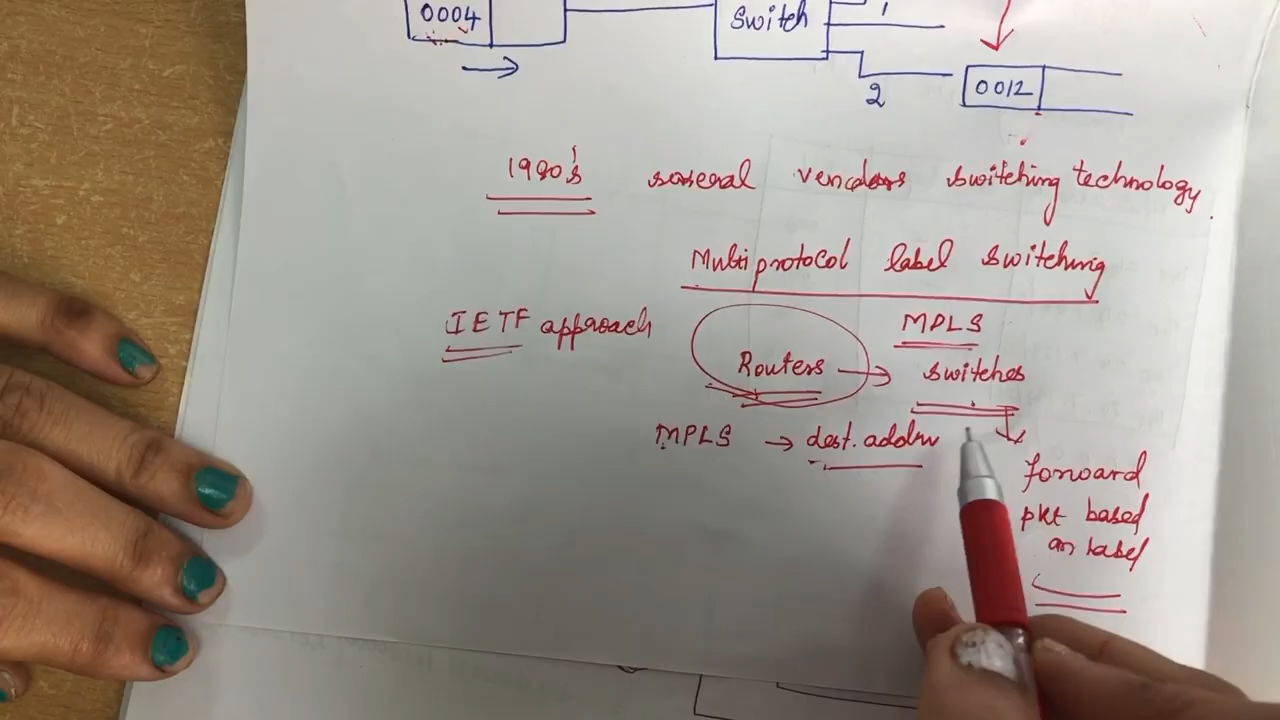 0004
Switch
1
2
0012
1980's several vendors switching technology.
Multiprotocol label switching
IETF approach
MPLS
Routers → switches
MPLS → dest. addrs
forward
pkt based
on label